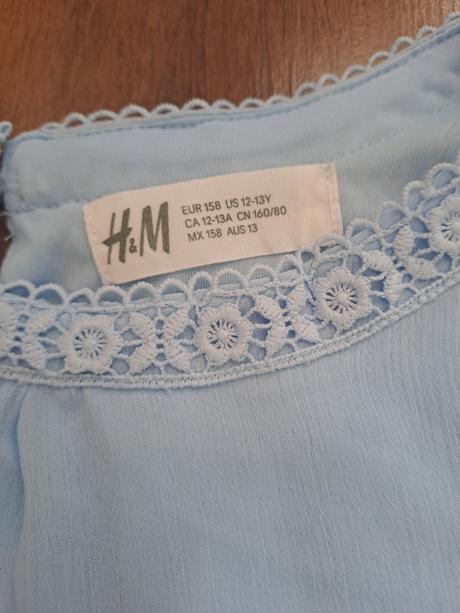 H&M
EUR 158 US 12-13Y
CA 12-13A CN 160/80
MX 158 AUS 13